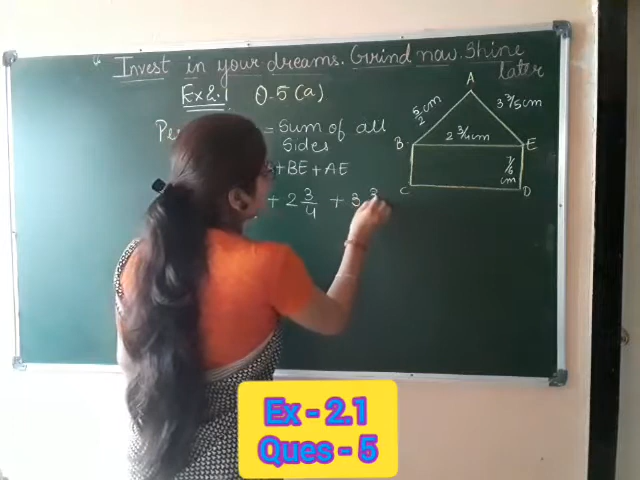 Invest in your dreams. Grind now. Shine
later
Ex 2.1 Q.5 (a)
= Sum of all
Sides
+ BE + AE
+ 2 3/4 + 3 3
A
5/2 cm
3 3/5 cm
B
2 3/4 cm
E
7/6
cm
C
D
Ex - 2.1
Ques - 5